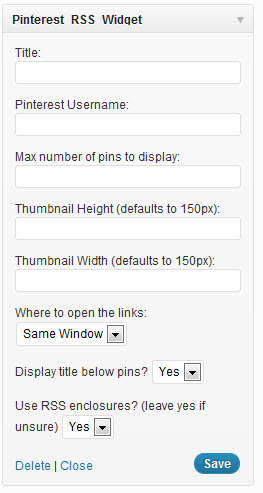 Pinterest RSS Widget
Title:
Pinterest Username:
Max number of pins to display:
Thumbnail Height (defaults to 150px):
Thumbnail Width (defaults to 150px):
Where to open the links:
Same Window
Display title below pins? Yes
Use RSS enclosures? (leave yes if
unsure) Yes
Delete | Close Save